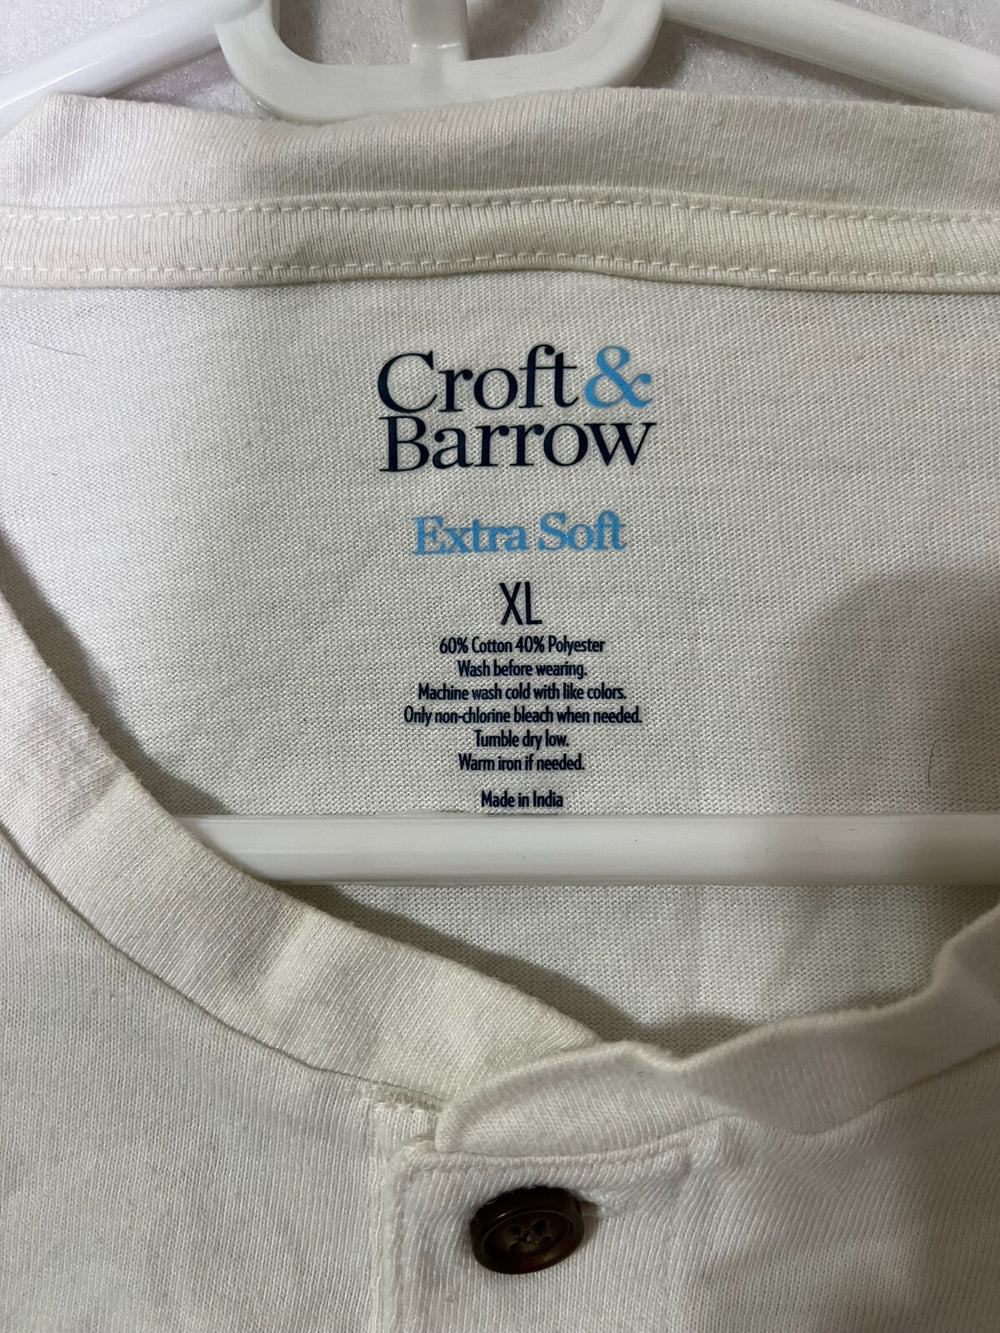 Croft&
Barrow
Extra Soft
XL
60% Cotton 40% Polyester
Wash before wearing.
Machine wash cold with like colors.
Only non-chlorine bleach when needed.
Tumble dry low.
Warm iron if needed.
Made in India